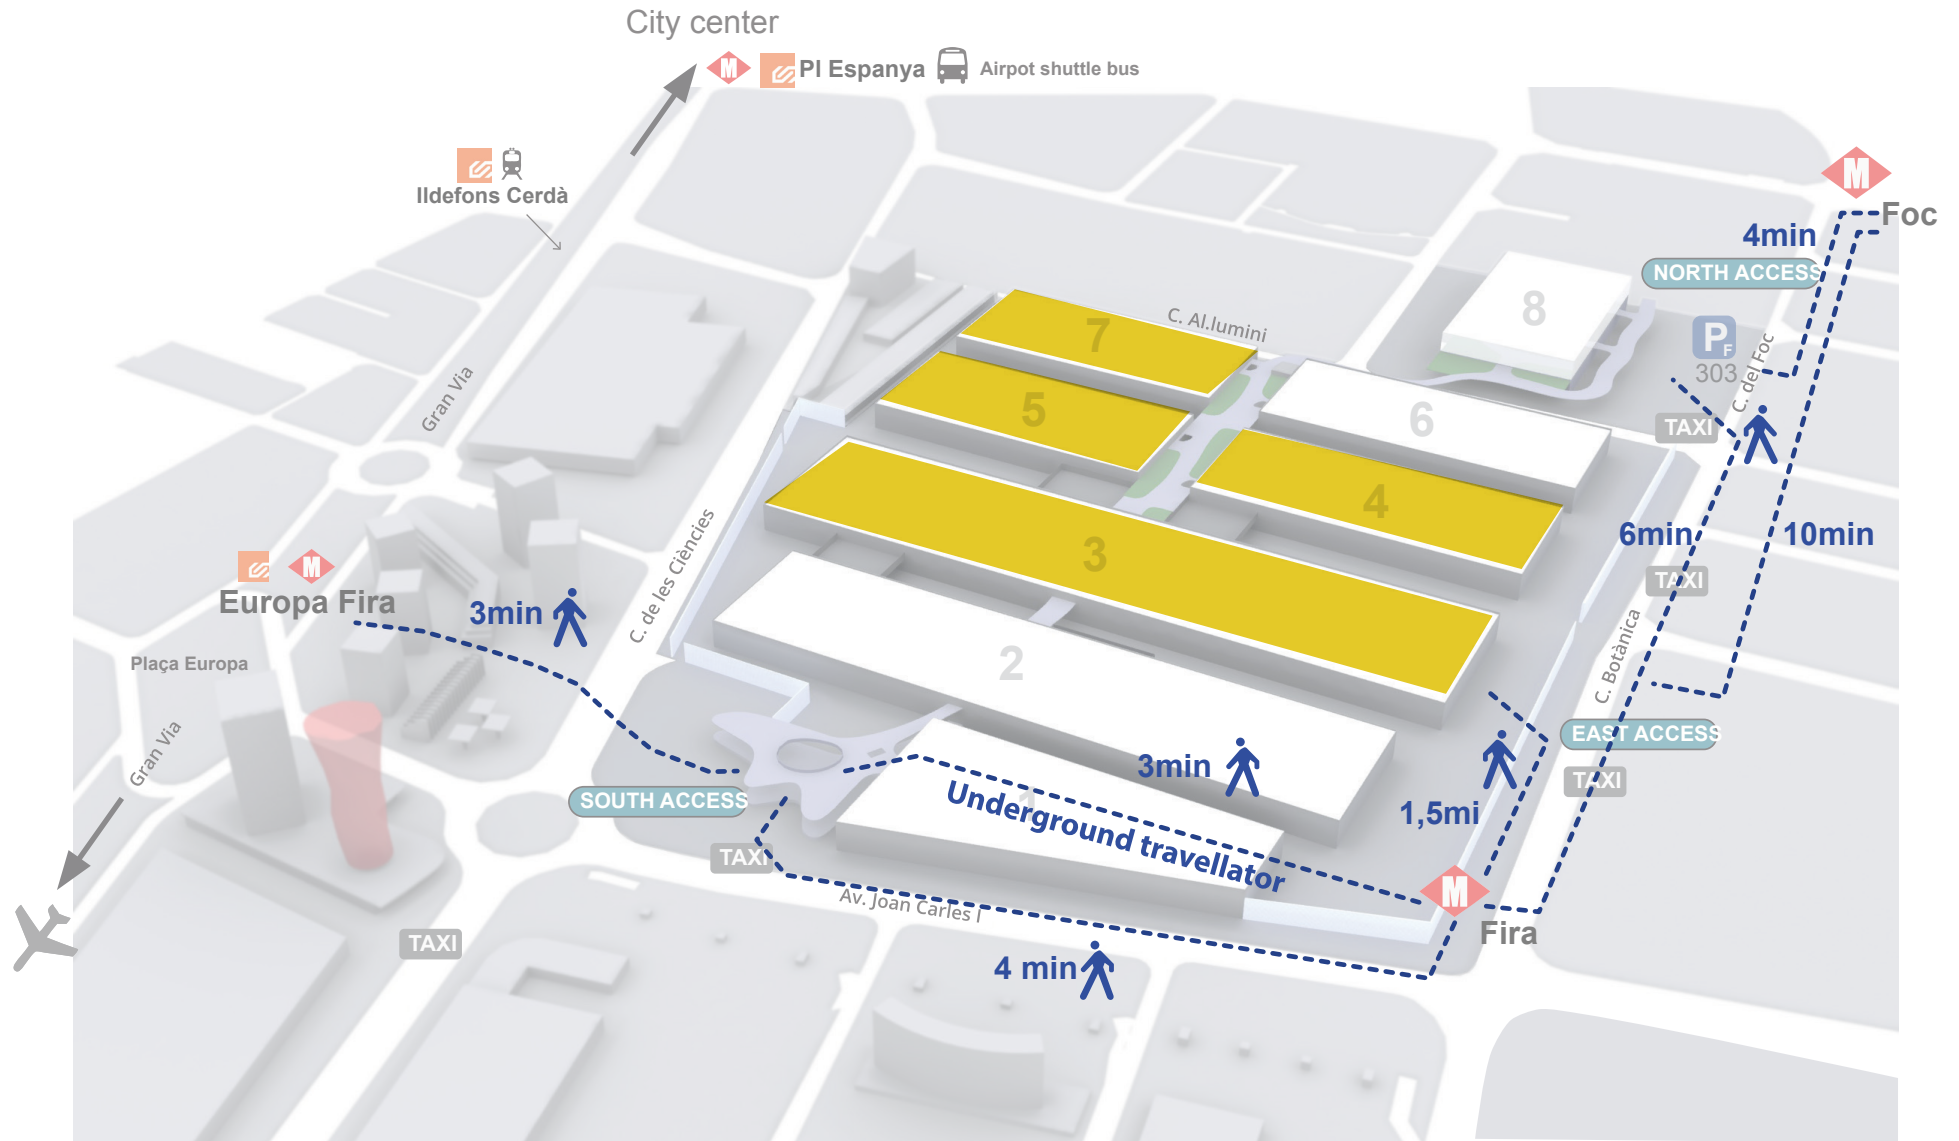 City center
M
Pl Espanya
Airpot shuttle bus
Ildefons Cerdà
M
Foc
4min
NORTH ACCESS
8
C. Al.lumini
7
P F
303
C. del Foc
Gran Via
5
6
TAXI
4
C. de les Ciències
3
6min
10min
M
Europa Fira
3min
TAXI
C. Botànica
Plaça Europa
2
Gran Via
EAST ACCESS
3min
TAXI
SOUTH ACCESS
1
Underground travellator
1,5mi
TAXI
M
Av. Joan Carles I
Fira
TAXI
4 min